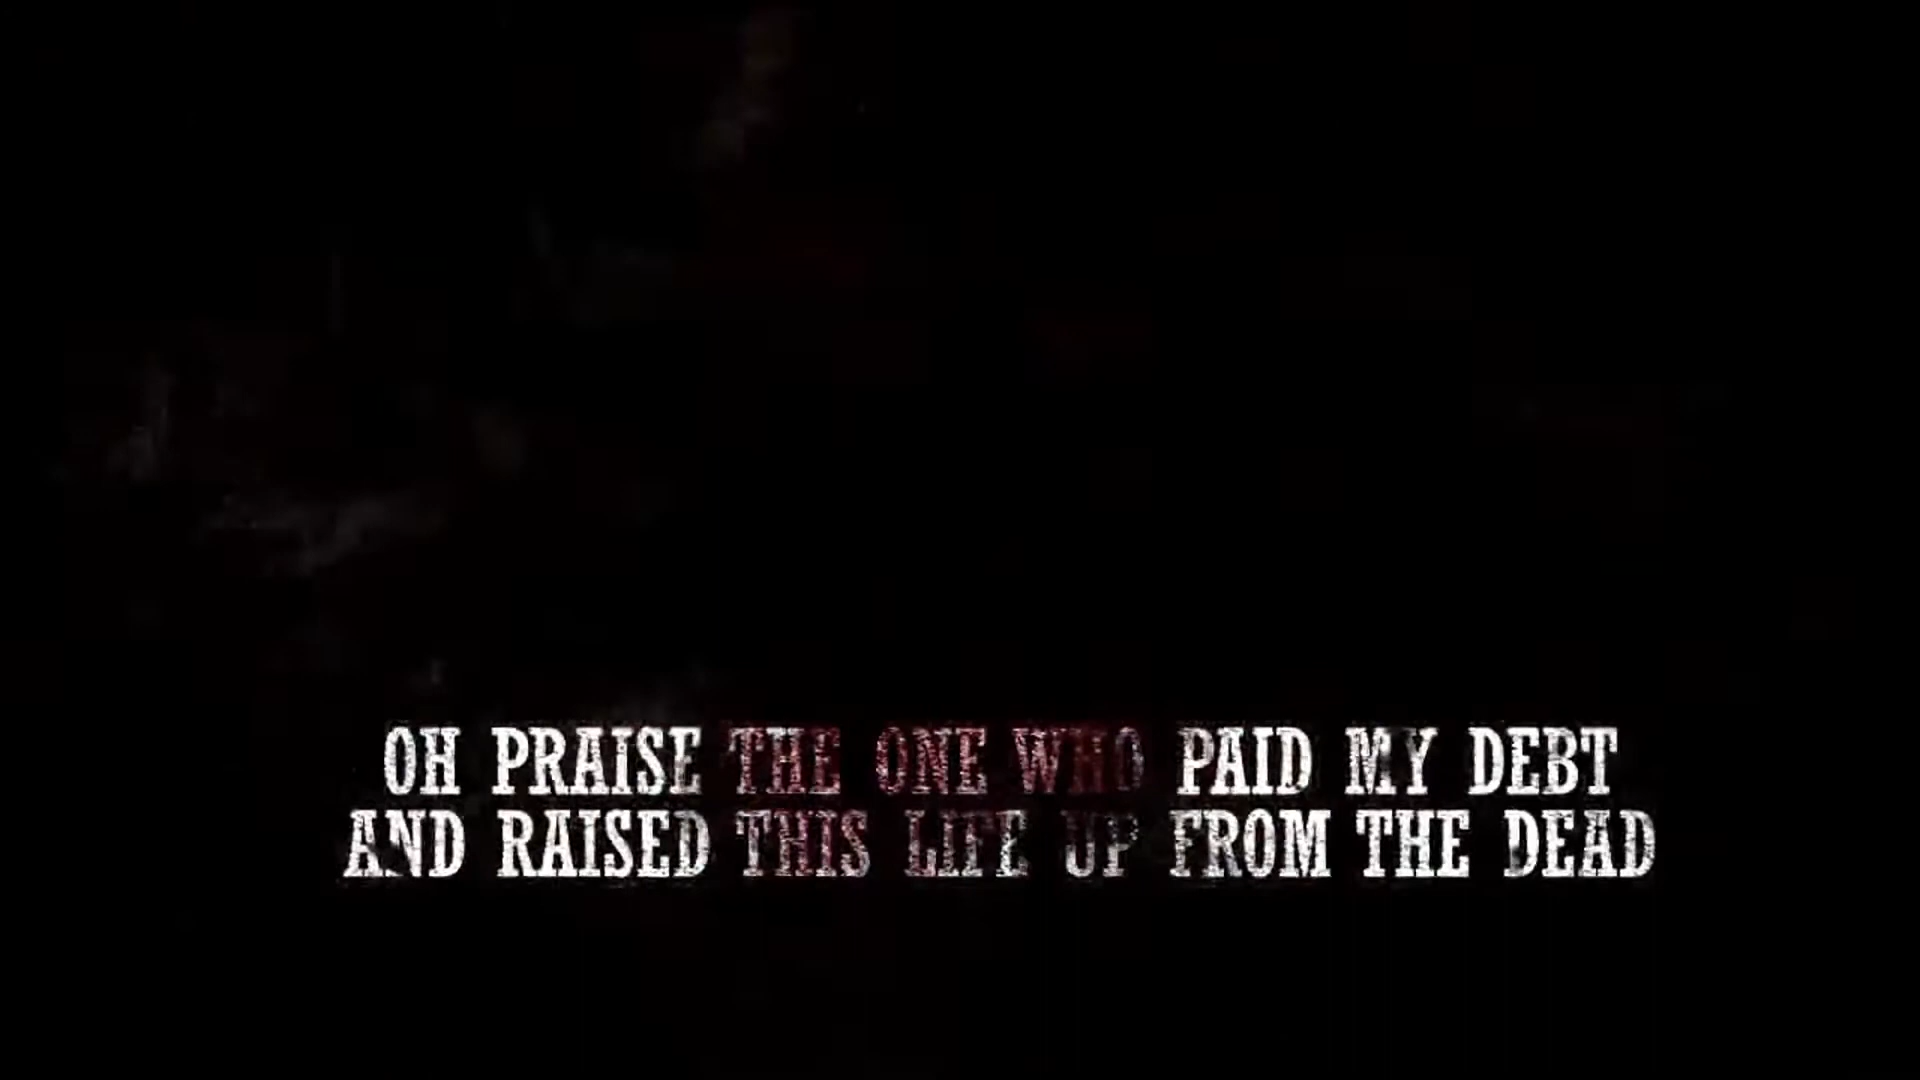 OH PRAISE THE ONE WHO PAID MY DEBT
AND RAISED THIS LIFE UP FROM THE DEAD